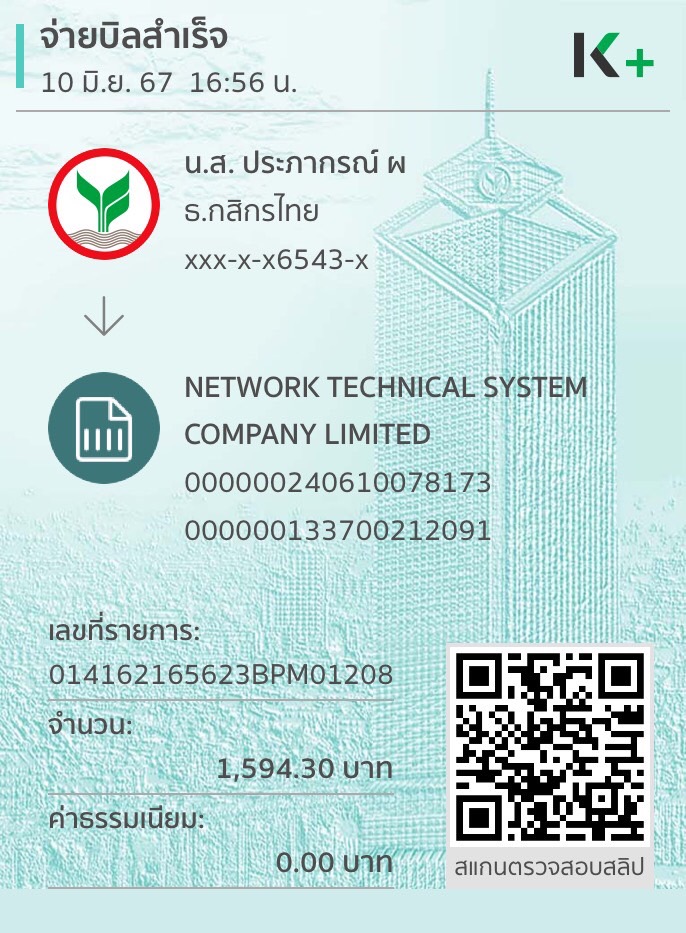 จ่ายบิลสำเร็จ
10 มิ.ย. 67 16:56 น.
K+
น.ส. ประภากรณ์ ผ
ธ.กสิกรไทย
xxx-x-x6543-x
NETWORK TECHNICAL SYSTEM
COMPANY LIMITED
000000240610078173
000000133700212091
เลขที่รายการ:
014162165623BPM01208
จำนวน:
1,594.30 บาท
ค่าธรรมเนียม:
0.00 บาท
สแกนตรวจสอบสลิป